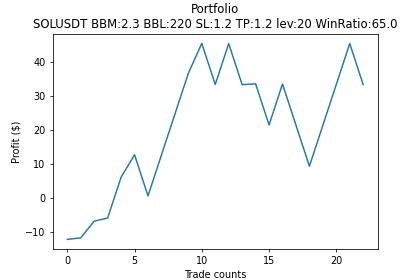 Portfolio
SOLUSDT BBM:2.3 BBL:220 SL:1.2 TP:1.2 lev:20 WinRatio:65.0
40
30
20
10
0
−10
Profit ($)
0
5
10
15
20
Trade counts